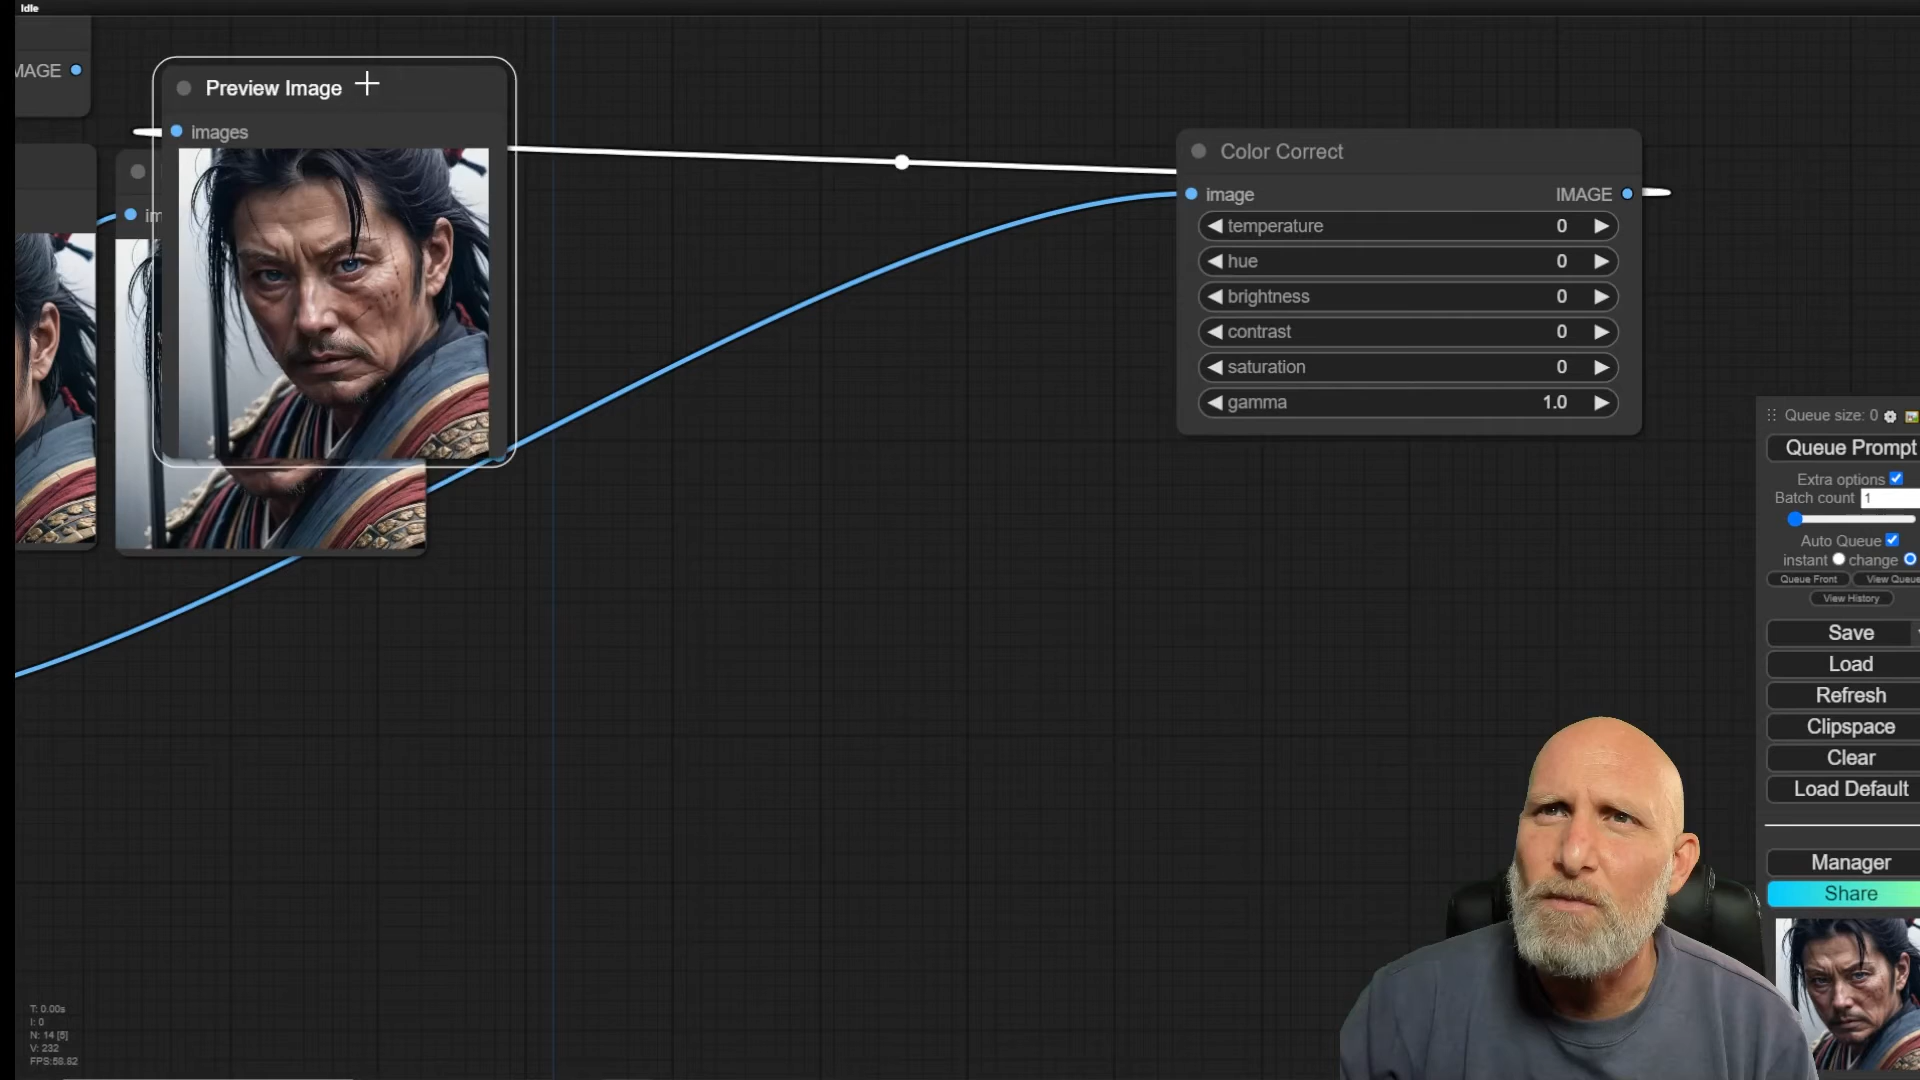 Idle
MAGE
Preview Image
images
im
Color Correct
image IMAGE
temperature 0
hue 0
brightness 0
contrast 0
saturation 0
gamma 1.0
Queue size: 0
Queue Prompt
Extra options
Batch count 1
Auto Queue
instant change
Queue Front View Queue
View History
Save
Load
Refresh
Clipspace
Clear
Load Default
Manager
Share
T: 0.00s
I: 0
N: 14 [5]
V: 232
FPS:58.82